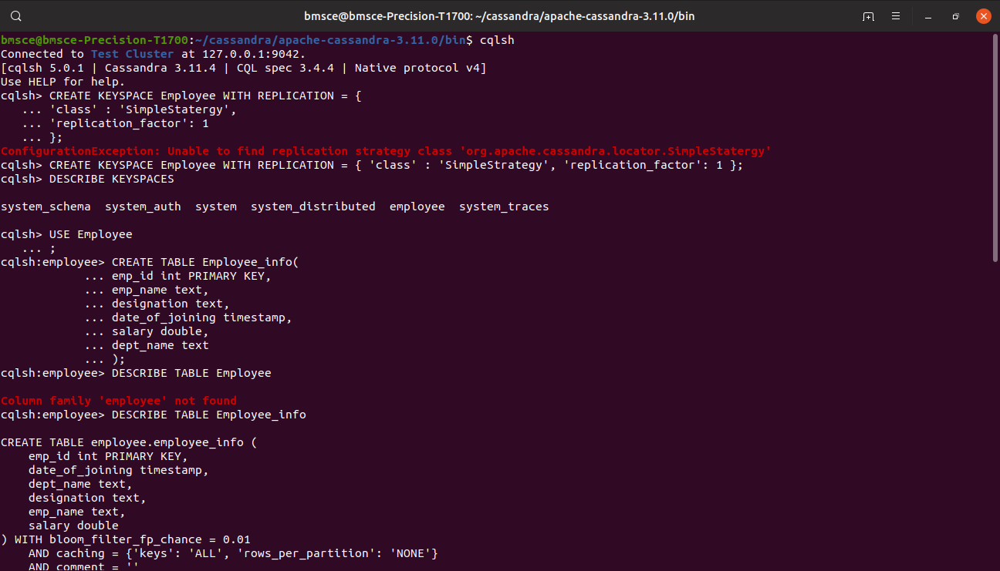 bmsce@bmsce-Precision-T1700: ~/cassandra/apache-cassandra-3.11.0/bin
bmsce@bmsce-Precision-T1700:~/cassandra/apache-cassandra-3.11.0/bin$ cqlsh
Connected to Test Cluster at 127.0.0.1:9042.
[cqlsh 5.0.1 | Cassandra 3.11.4 | CQL spec 3.4.4 | Native protocol v4]
Use HELP for help.
cqlsh> CREATE KEYSPACE Employee WITH REPLICATION = {
   ... 'class' : 'SimpleStatergy',
   ... 'replication_factor': 1
   ... };
ConfigurationException: Unable to find replication strategy class 'org.apache.cassandra.locator.SimpleStatergy'
cqlsh> CREATE KEYSPACE Employee WITH REPLICATION = { 'class' : 'SimpleStrategy', 'replication_factor': 1 };
cqlsh> DESCRIBE KEYSPACES
system_schema  system_auth  system  system_distributed  employee  system_traces
cqlsh> USE Employee
   ... ;
cqlsh:employee> CREATE TABLE Employee_info(
            ... emp_id int PRIMARY KEY,
            ... emp_name text,
            ... designation text,
            ... date_of_joining timestamp,
            ... salary double,
            ... dept_name text
            ... );
cqlsh:employee> DESCRIBE TABLE Employee
Column family 'employee' not found
cqlsh:employee> DESCRIBE TABLE Employee_info
CREATE TABLE employee.employee_info (
    emp_id int PRIMARY KEY,
    date_of_joining timestamp,
    dept_name text,
    designation text,
    emp_name text,
    salary double
) WITH bloom_filter_fp_chance = 0.01
    AND caching = {'keys': 'ALL', 'rows_per_partition': 'NONE'}
    AND comment = ''